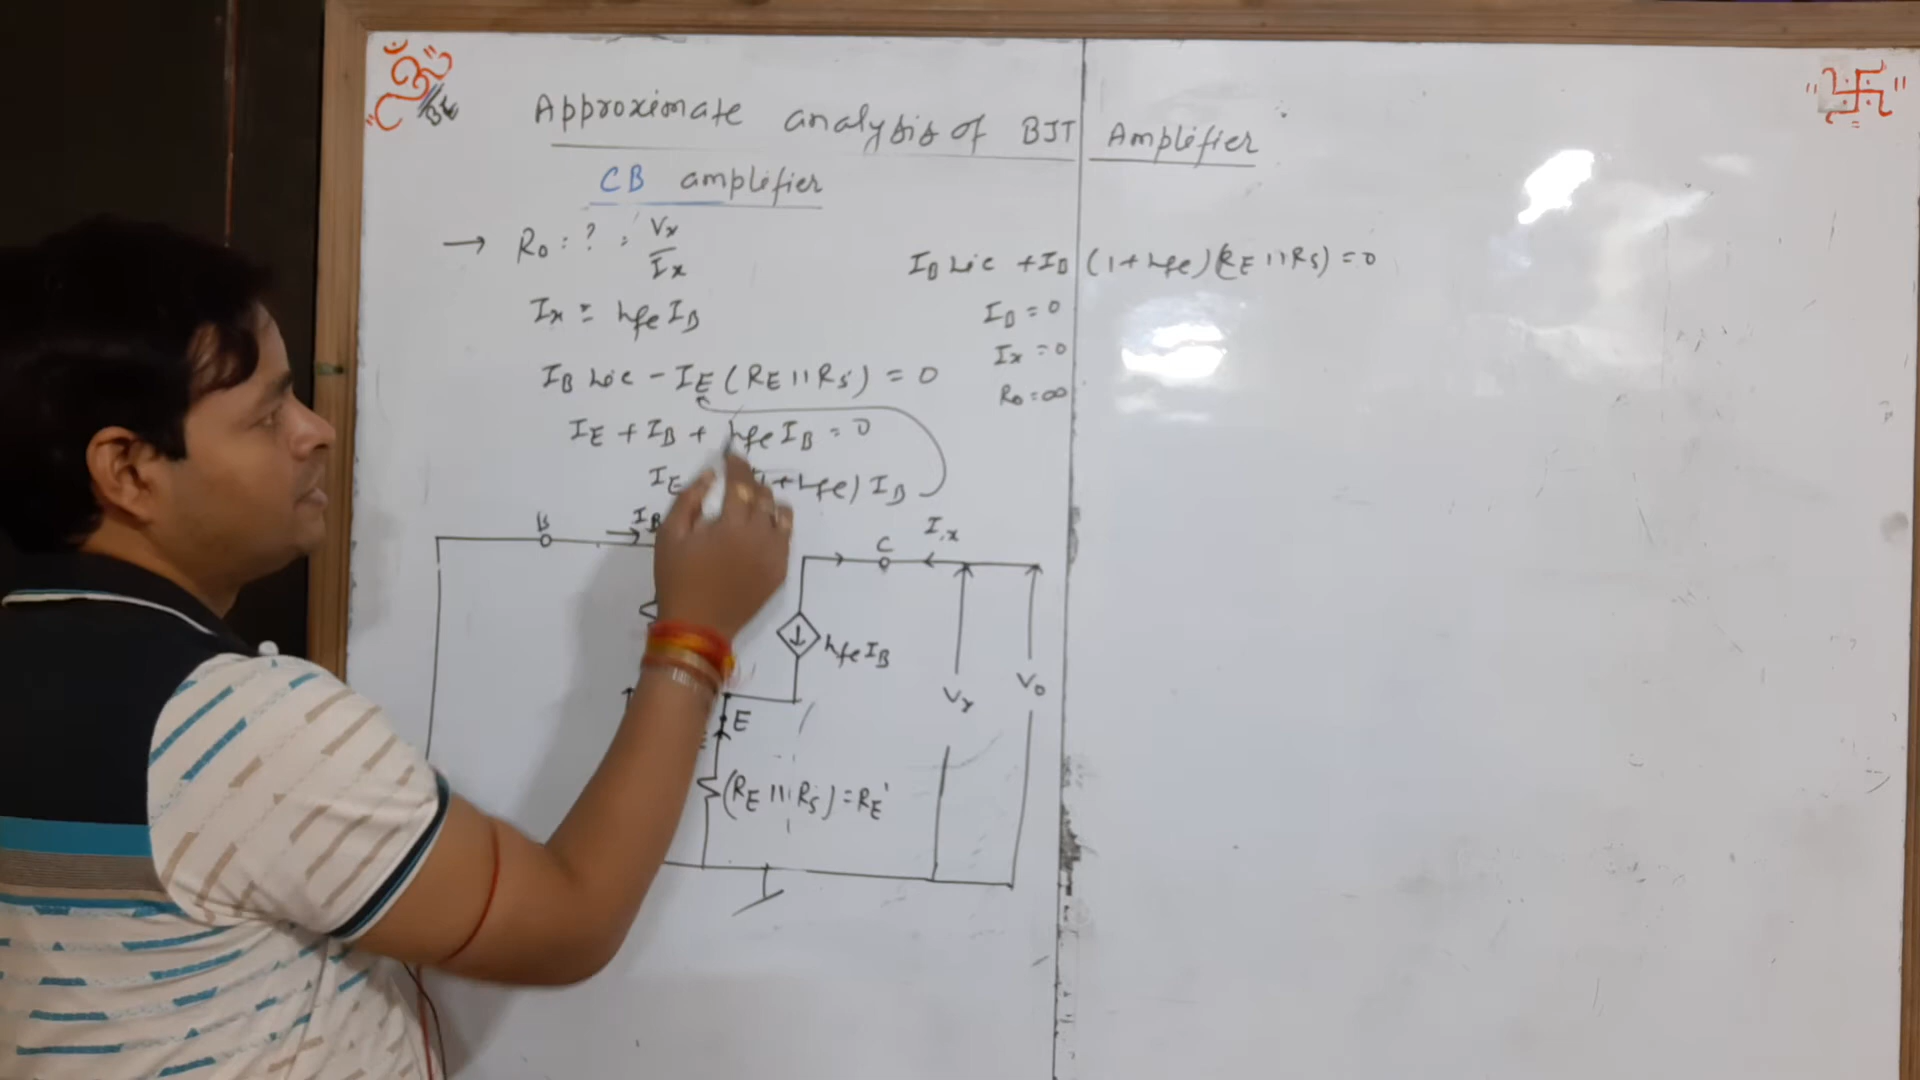 ॐ
Approximate analysis of BJT Amplifier
CB amplifier
→ Ro = ? = Vx / Ix
Ix = hfe IB
IB hie - IE (RE || Rs) = 0
IE + IB + hfe IB = 0
IE (1+hfe) IB
IB hie + IB (1+hfe) (RE || Rs) = 0
IB = 0
Ix = 0
Ro = ∞
B
IB
C
Ix
hfe IB
Vx
Vo
E
(RE || Rs) = RE'